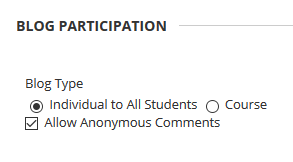 BLOG PARTICIPATION
Blog Type
Individual to All Students Course
Allow Anonymous Comments